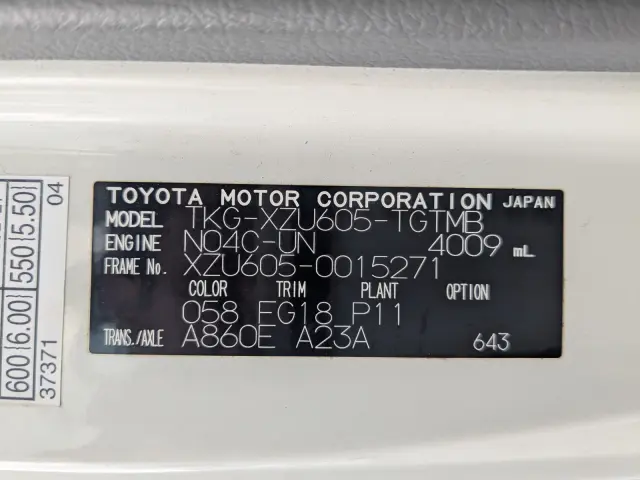 TOYOTA MOTOR CORPORATION JAPAN
MODEL TKG-XZU605-TGTMB
ENGINE N04C-UN 4009 mL
FRAME No. XZU605-0015271
COLOR TRIM PLANT OPTION
058 FG18 P11
TRANS./AXLE A860E A23A 643
600(6.00) 550(5.50)
37371 04